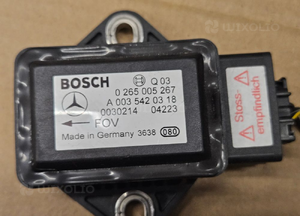 BOSCH Q 03
0 265 005 267
A 003 542 03 18
0030214 04223
FOV
Made in Germany 3638 080
Stoss-
empfindlich